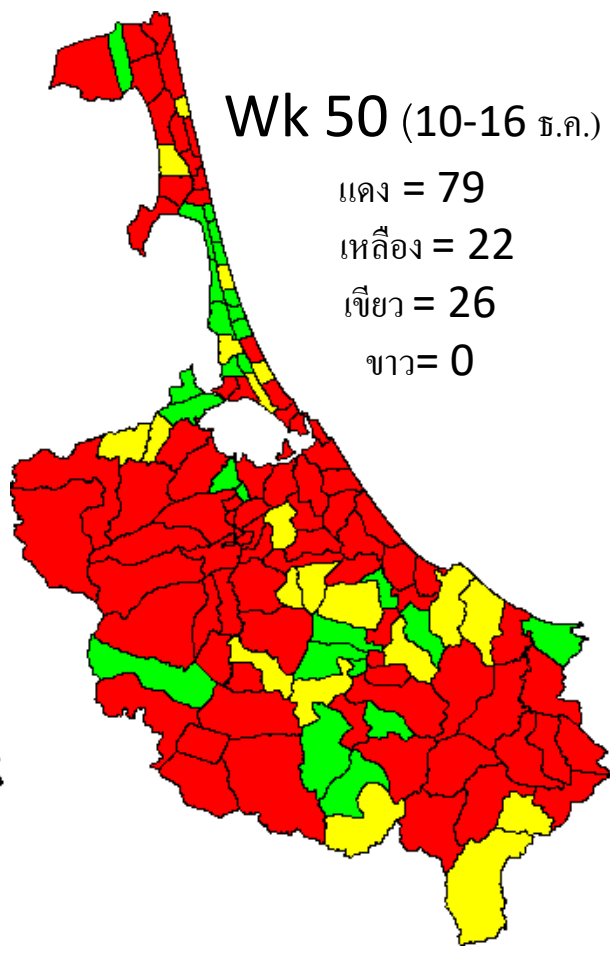 Wk 50 (10-16 ธ.ค.)
แดง = 79
เหลือง = 22
เขียว = 26
ขาว= 0